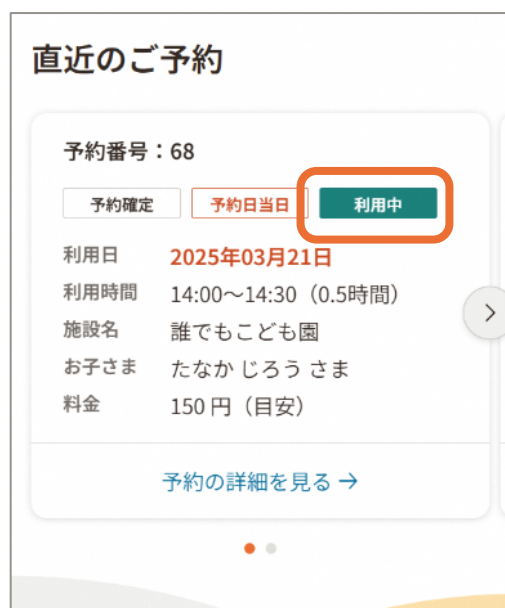 直近のご予約
予約番号：68
予約確定 予約日当日 利用中
利用日 2025年03月21日
利用時間 14:00〜14:30（0.5時間）
施設名 誰でもこども園
お子さま たなか じろう さま
料金 150 円（目安）
予約の詳細を見る →